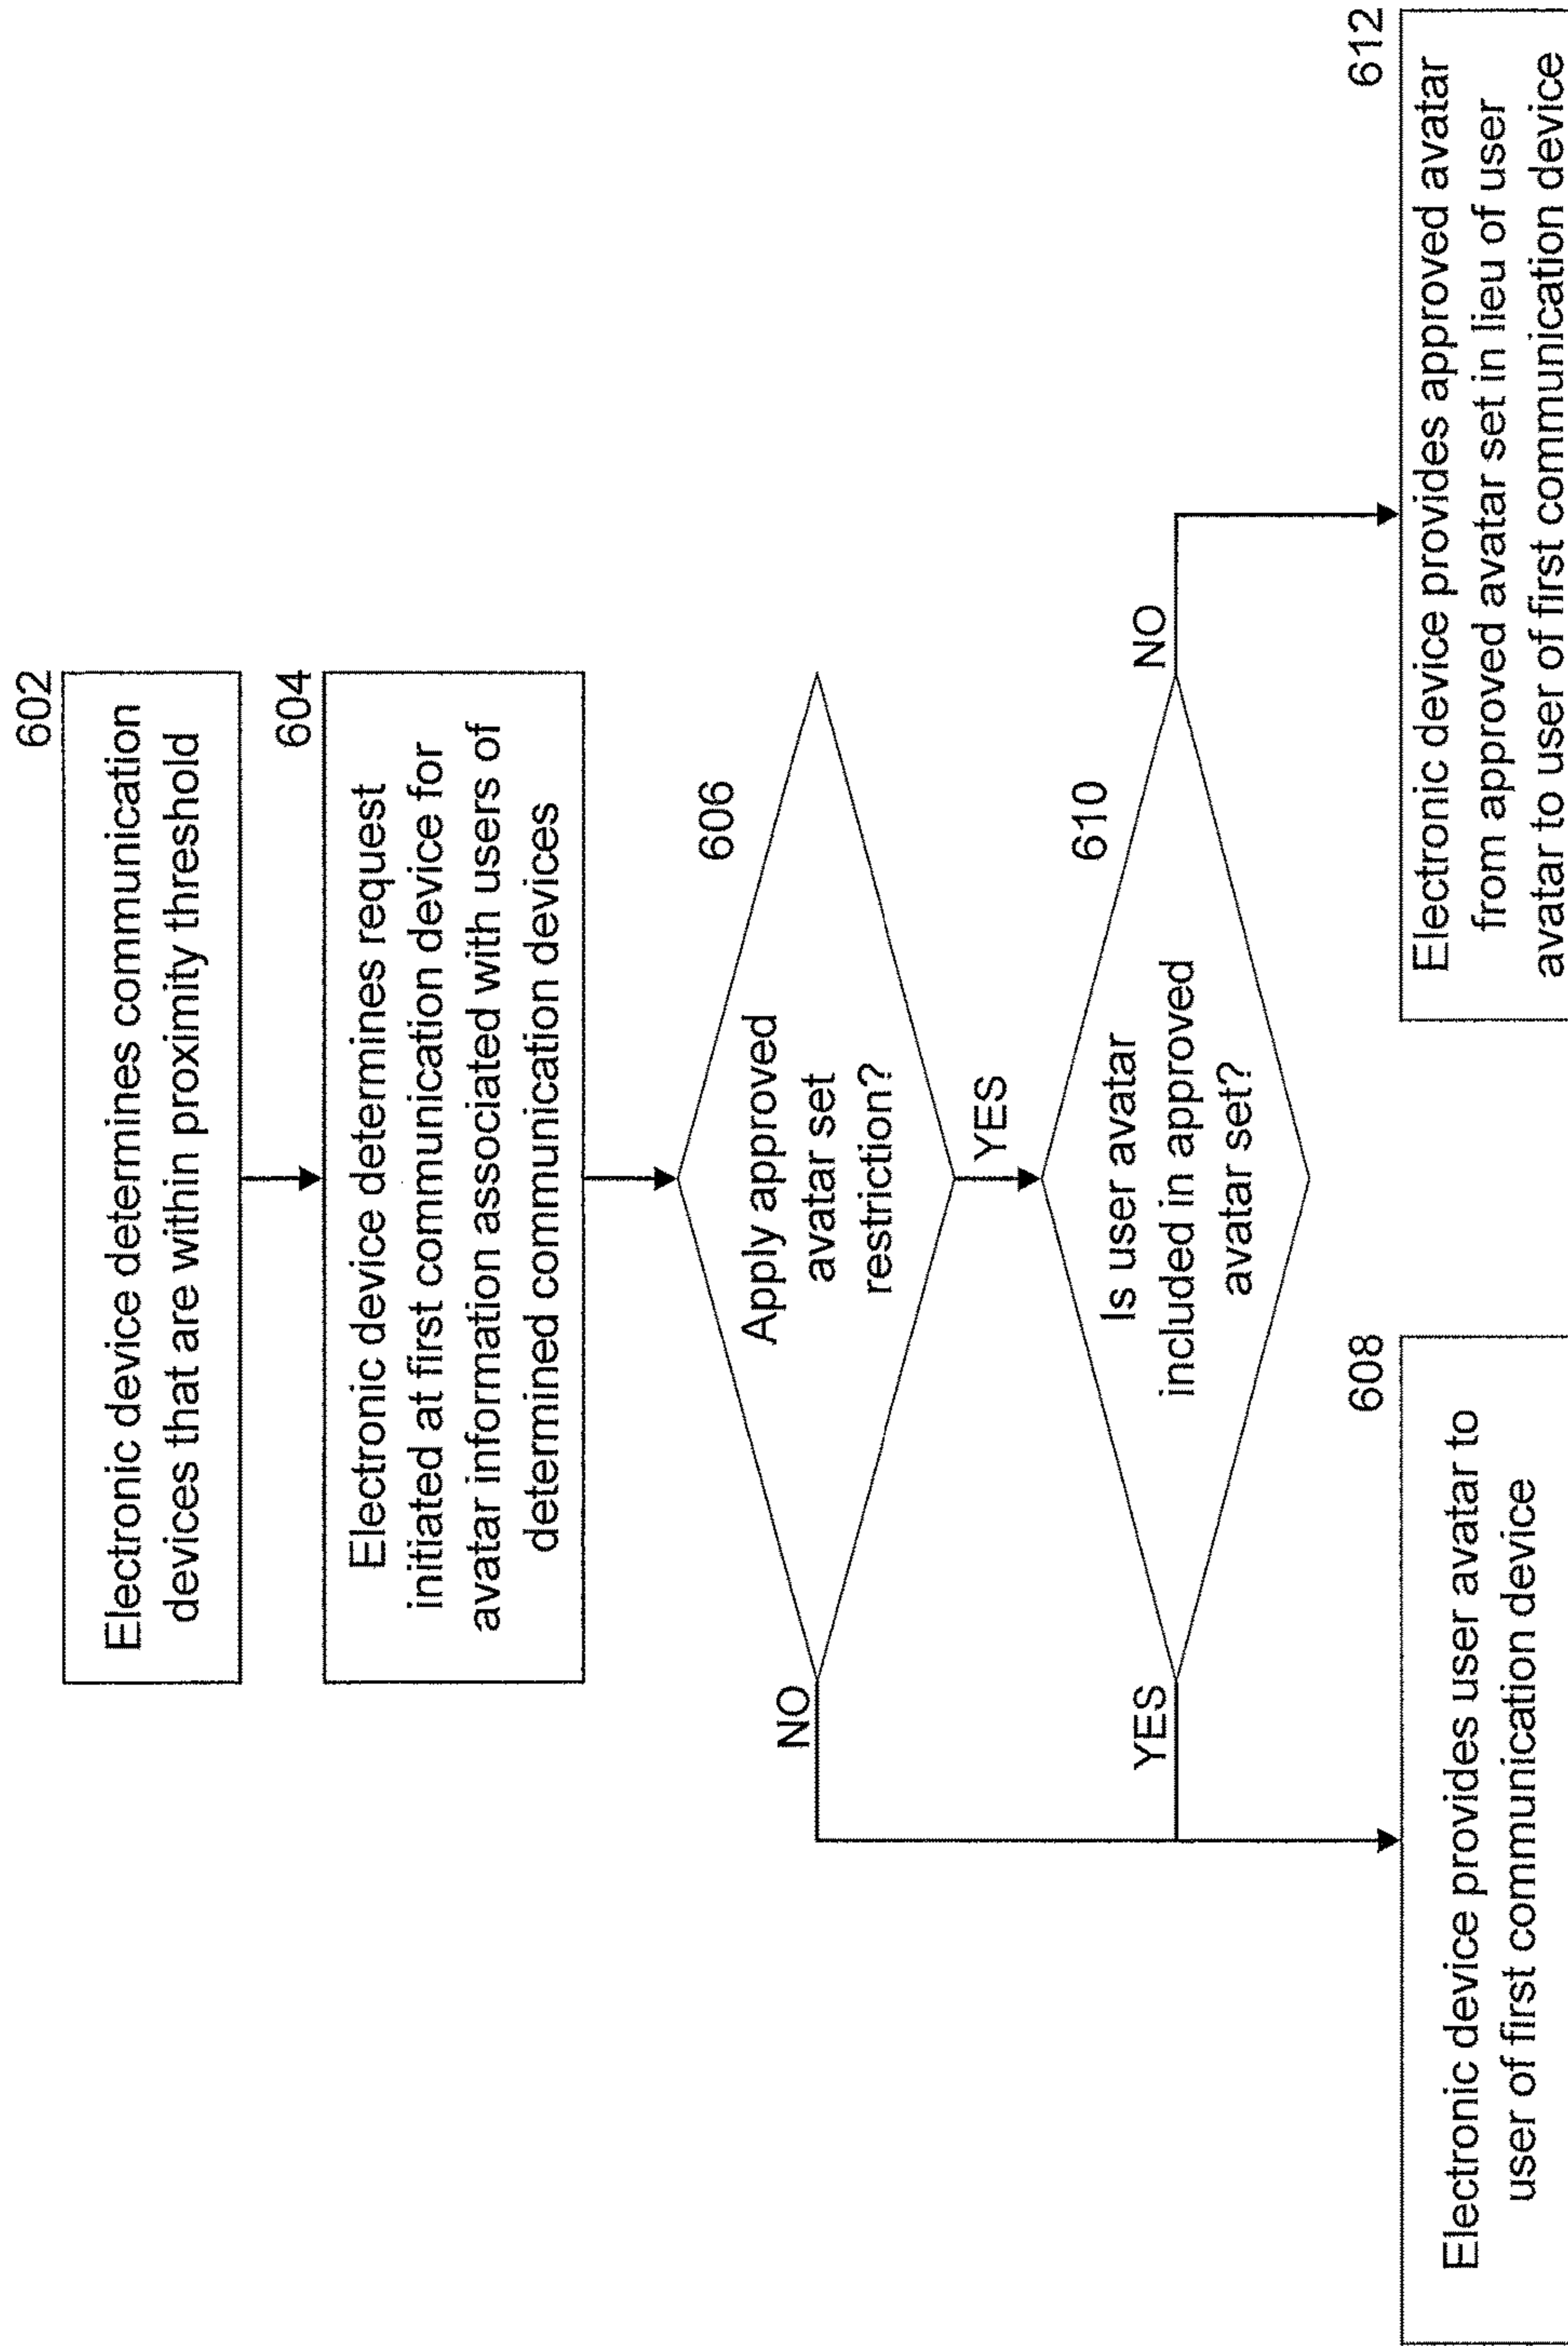 602
Electronic device determines communication
devices that are within proximity threshold
604
Electronic device determines request
initiated at first communication device for
avatar information associated with users of
determined communication devices
606
Apply approved
avatar set
restriction?
NO
YES
610
Is user avatar
included in approved
avatar set?
YES
NO
608
Electronic device provides user avatar to
user of first communication device
612
Electronic device provides approved avatar
from approved avatar set in lieu of user
avatar to user of first communication device